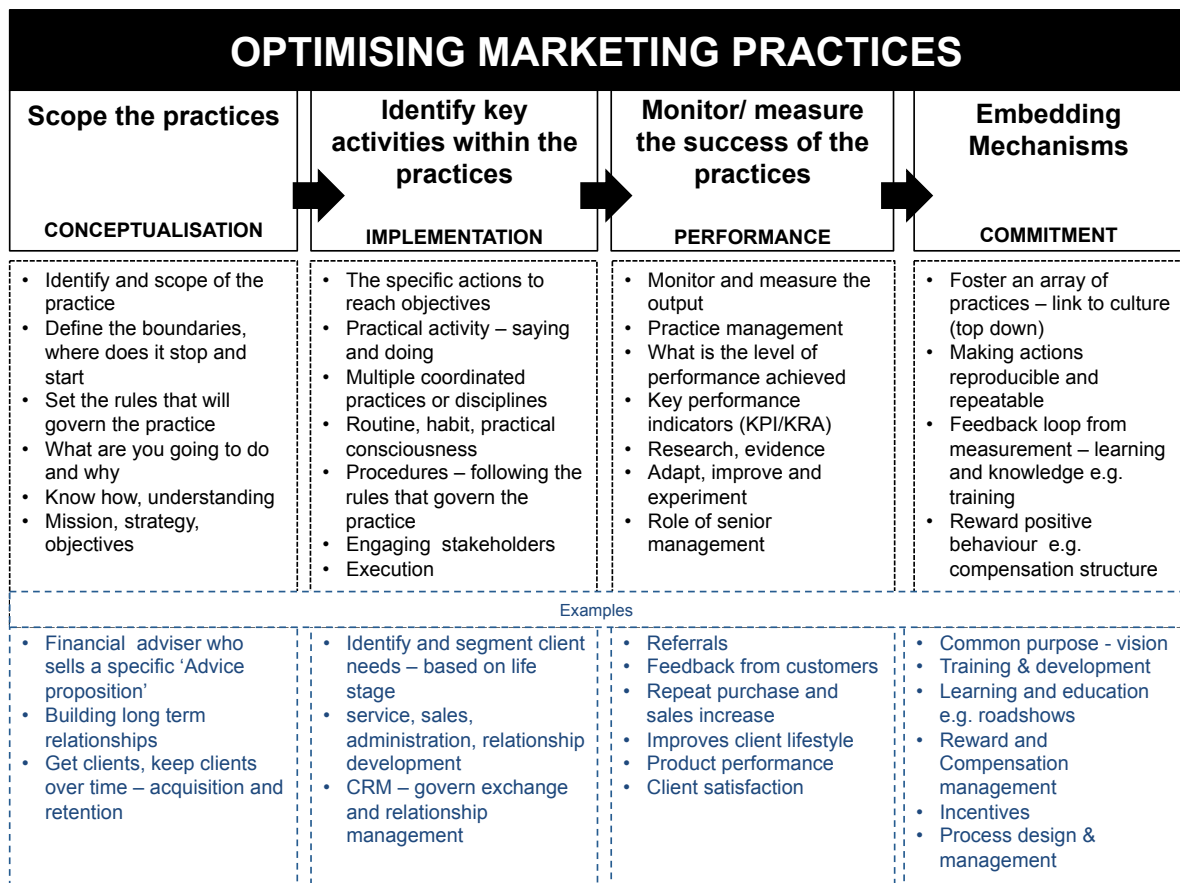 OPTIMISING MARKETING PRACTICES
Scope the practices
CONCEPTUALISATION
Identify key
activities within the
practices
IMPLEMENTATION
Monitor/ measure
the success of the
practices
PERFORMANCE
Embedding
Mechanisms
COMMITMENT
• Identify and scope of the
practice
• Define the boundaries,
where does it stop and
start
• Set the rules that will
govern the practice
• What are you going to do
and why
• Know how, understanding
• Mission, strategy,
objectives
• The specific actions to
reach objectives
• Practical activity – saying
and doing
• Multiple coordinated
practices or disciplines
• Routine, habit, practical
consciousness
• Procedures – following the
rules that govern the
practice
• Engaging stakeholders
• Execution
• Monitor and measure the
output
• Practice management
• What is the level of
performance achieved
• Key performance
indicators (KPI/KRA)
• Research, evidence
• Adapt, improve and
experiment
• Role of senior
management
• Foster an array of
practices – link to culture
(top down)
• Making actions
reproducible and
repeatable
• Feedback loop from
measurement – learning
and knowledge e.g.
training
• Reward positive
behaviour e.g.
compensation structure
Examples
• Financial adviser who
sells a specific ‘Advice
proposition’
• Building long term
relationships
• Get clients, keep clients
over time – acquisition and
retention
• Identify and segment client
needs – based on life
stage
• service, sales,
administration, relationship
development
• CRM – govern exchange
and relationship
management
• Referrals
• Feedback from customers
• Repeat purchase and
sales increase
• Improves client lifestyle
• Product performance
• Client satisfaction
• Common purpose - vision
• Training & development
• Learning and education
e.g. roadshows
• Reward and
Compensation
management
• Incentives
• Process design &
management